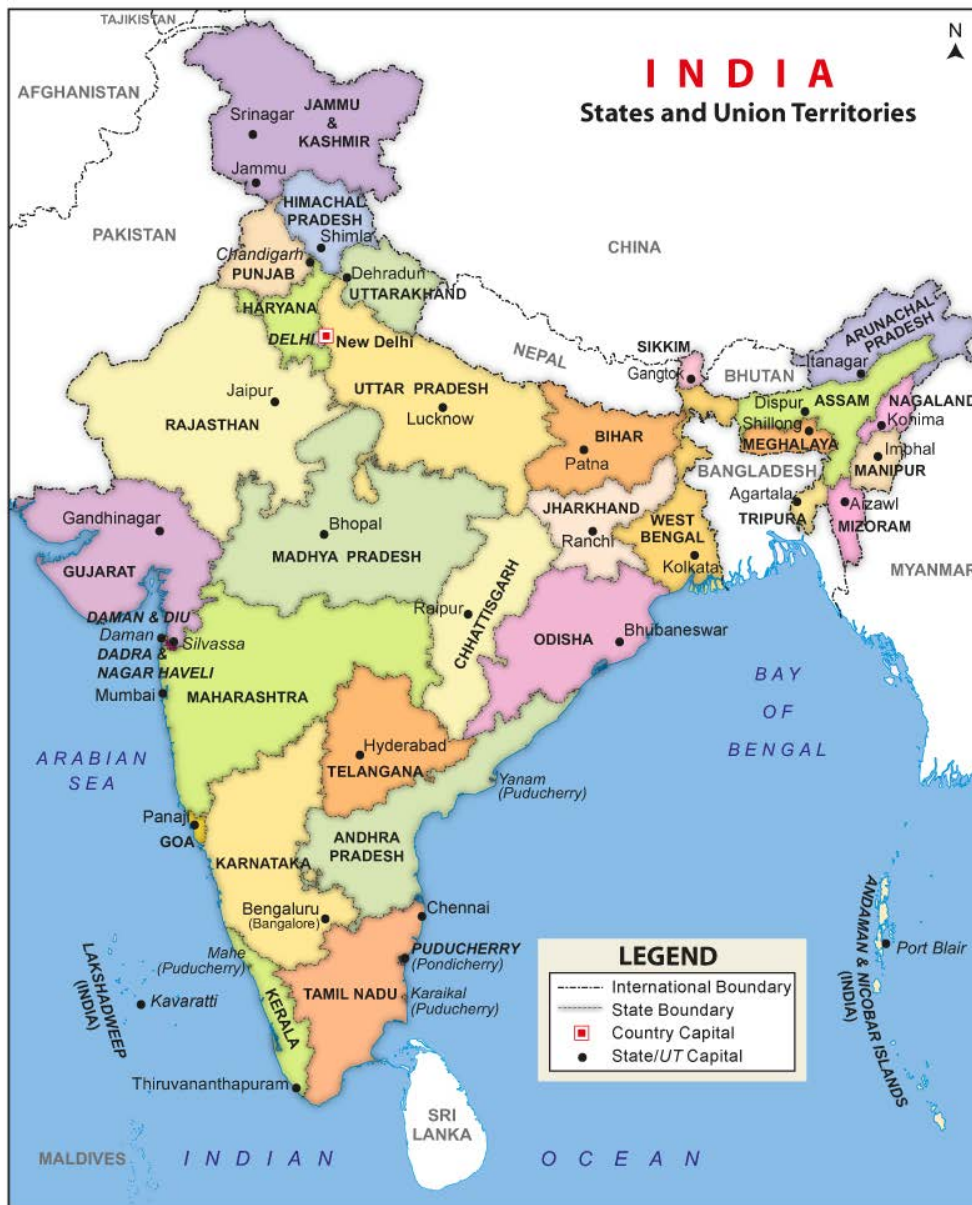 TAJIKISTAN
INDIA
States and Union Territories
N
AFGHANISTAN
JAMMU
&
KASHMIR
Srinagar
Jammu
HIMACHAL
PRADESH
Shimla
PAKISTAN
CHINA
Chandigarh
PUNJAB
Dehradun
UTTARAKHAND
HARYANA
DELHI
New Delhi
NEPAL
SIKKIM
Gangtok
BHUTAN
ARUNACHAL
PRADESH
Itanagar
Jaipur
RAJASTHAN
UTTAR PRADESH
Lucknow
BIHAR
Patna
Dispur
ASSAM
NAGALAND
Shillong
MEGHALAYA
Kohima
Imphal
MANIPUR
BANGLADESH
Agartala
TRIPURA
Aizawl
MIZORAM
MYANMAR
Gandhinagar
GUJARAT
Bhopal
MADHYA PRADESH
JHARKHAND
Ranchi
WEST
BENGAL
Kolkata
DAMAN & DIU
Daman
Silvassa
DADRA &
NAGAR HAVELI
Mumbai
MAHARASHTRA
Raipur
CHHATTISGARH
ODISHA
Bhubaneswar
BAY
OF
BENGAL
ARABIAN
SEA
Hyderabad
TELANGANA
Yanam
(Puducherry)
Panaji
GOA
KARNATAKA
ANDHRA
PRADESH
Bengaluru
(Bangalore)
Chennai
Mahe
(Puducherry)
PUDUCHERRY
(Pondicherry)
LAKSHADWEEP
(INDIA)
Kavaratti
KERALA
TAMIL NADU
Karaikal
(Puducherry)
Thiruvananthapuram
SRI
LANKA
LEGEND
International Boundary
State Boundary
Country Capital
State/UT Capital
ANDAMAN & NICOBAR ISLANDS
(INDIA)
Port Blair
MALDIVES
INDIAN OCEAN